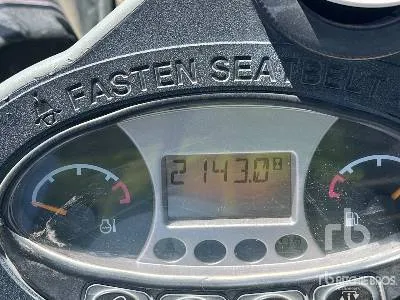 FASTEN SEATBELT
2143.0
rb
RITCHIE BROS.